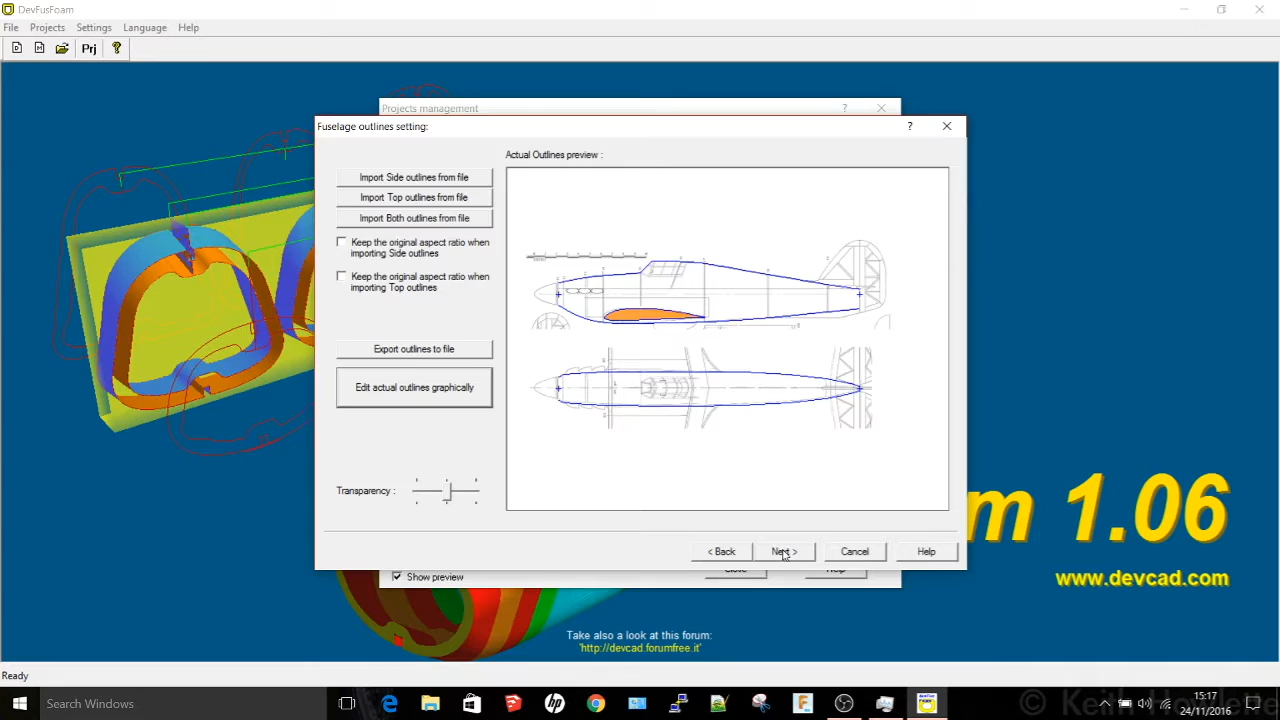 DevFusFoam
File Projects Settings Language Help
Prj
Projects management
Fuselage outlines setting:
Actual Outlines preview :
Import Side outlines from file
Import Top outlines from file
Import Both outlines from file
Keep the original aspect ratio when
importing Side outlines
Keep the original aspect ratio when
importing Top outlines
Export outlines to file
Edit actual outlines graphically
Transparency :
< Back
Next >
Cancel
Help
Show preview
Close
Help
m 1.06
www.devcad.com
Take also a look at this forum:
'http://devcad.forumfree.it'
Ready
Search Windows
15:17
24/11/2016